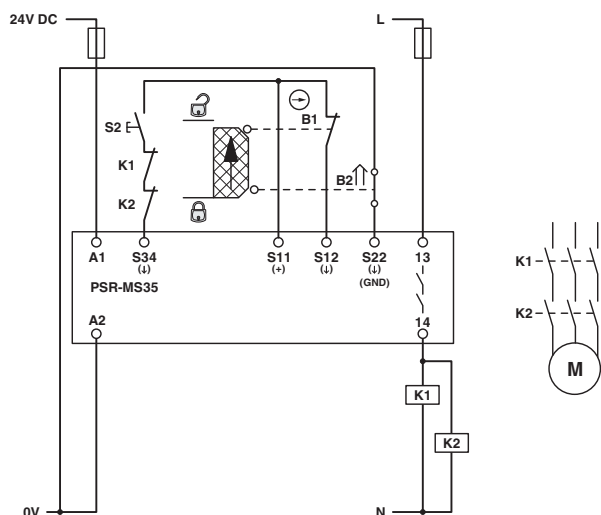 24V DC
L
S2
B1
K1
B2
K2
A1
S34
(↓)
S11
(+)
S12
(↓)
S22
(↓)
(GND)
13
PSR-MS35
A2
14
K1
K2
0V
N
K1
K2
M